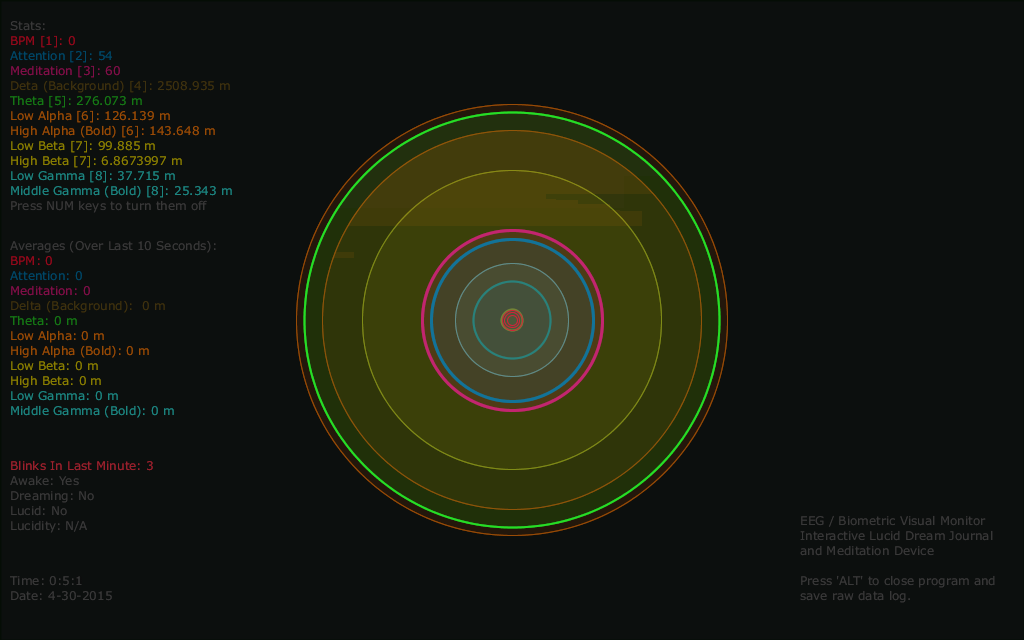 Stats:
BPM [1]: 0
Attention [2]: 54
Meditation [3]: 60
Deta (Background) [4]: 2508.935 m
Theta [5]: 276.073 m
Low Alpha [6]: 126.139 m
High Alpha (Bold) [6]: 143.648 m
Low Beta [7]: 99.885 m
High Beta [7]: 6.8673997 m
Low Gamma [8]: 37.715 m
Middle Gamma (Bold) [8]: 25.343 m
Press NUM keys to turn them off
Averages (Over Last 10 Seconds):
BPM: 0
Attention: 0
Meditation: 0
Delta (Background):  0 m
Theta: 0 m
Low Alpha: 0 m
High Alpha (Bold): 0 m
Low Beta: 0 m
High Beta: 0 m
Low Gamma: 0 m
Middle Gamma (Bold): 0 m
Blinks In Last Minute: 3
Awake: Yes
Dreaming: No
Lucid: No
Lucidity: N/A
Time: 0:5:1
Date: 4-30-2015
EEG / Biometric Visual Monitor
Interactive Lucid Dream Journal
and Meditation Device
Press 'ALT' to close program and
save raw data log.